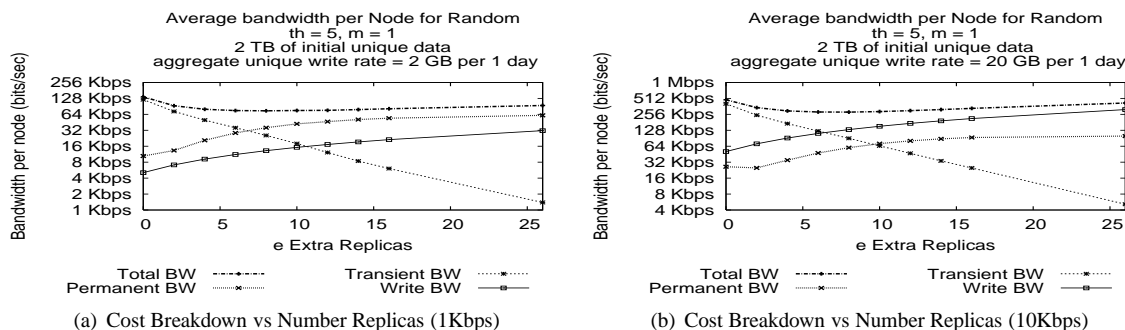 Average bandwidth per Node for Random
th = 5, m = 1
2 TB of initial unique data
aggregate unique write rate = 2 GB per 1 day
Bandwidth per node (bits/sec)
256 Kbps
128 Kbps
64 Kbps
32 Kbps
16 Kbps
8 Kbps
4 Kbps
2 Kbps
1 Kbps
0 5 10 15 20 25
e Extra Replicas
Total BW Transient BW
Permanent BW Write BW
(a) Cost Breakdown vs Number Replicas (1Kbps)
Average bandwidth per Node for Random
th = 5, m = 1
2 TB of initial unique data
aggregate unique write rate = 20 GB per 1 day
Bandwidth per node (bits/sec)
1 Mbps
512 Kbps
256 Kbps
128 Kbps
64 Kbps
32 Kbps
16 Kbps
8 Kbps
4 Kbps
0 5 10 15 20 25
e Extra Replicas
Total BW Transient BW
Permanent BW Write BW
(b) Cost Breakdown vs Number Replicas (10Kbps)